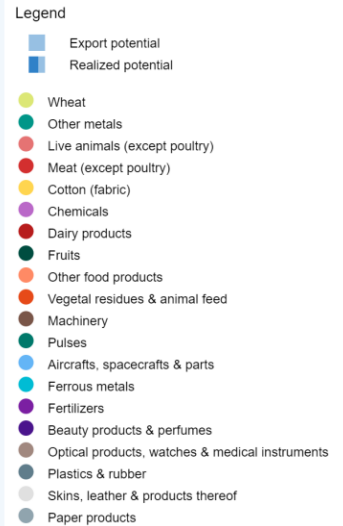 Legend
Export potential
Realized potential
Wheat
Other metals
Live animals (except poultry)
Meat (except poultry)
Cotton (fabric)
Chemicals
Dairy products
Fruits
Other food products
Vegetal residues & animal feed
Machinery
Pulses
Aircrafts, spacecrafts & parts
Ferrous metals
Fertilizers
Beauty products & perfumes
Optical products, watches & medical instruments
Plastics & rubber
Skins, leather & products thereof
Paper products